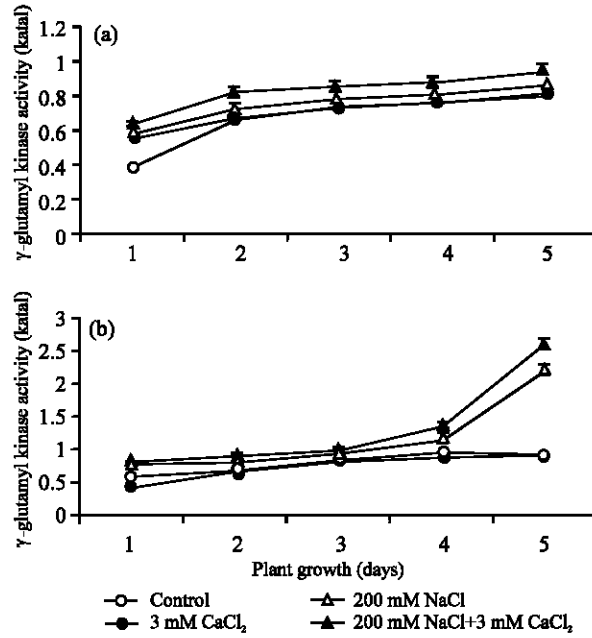 (a)
γ-glutamyl kinase activity (katal)
1.2
1
0.8
0.6
0.4
0.2
0
1 2 3 4 5
(b)
γ-glutamyl kinase activity (katal)
3
2.5
2
1.5
1
0.5
0
1 2 3 4 5
Plant growth (days)
Control 200 mM NaCl
3 mM CaCl₂ 200 mM NaCl+3 mM CaCl₂